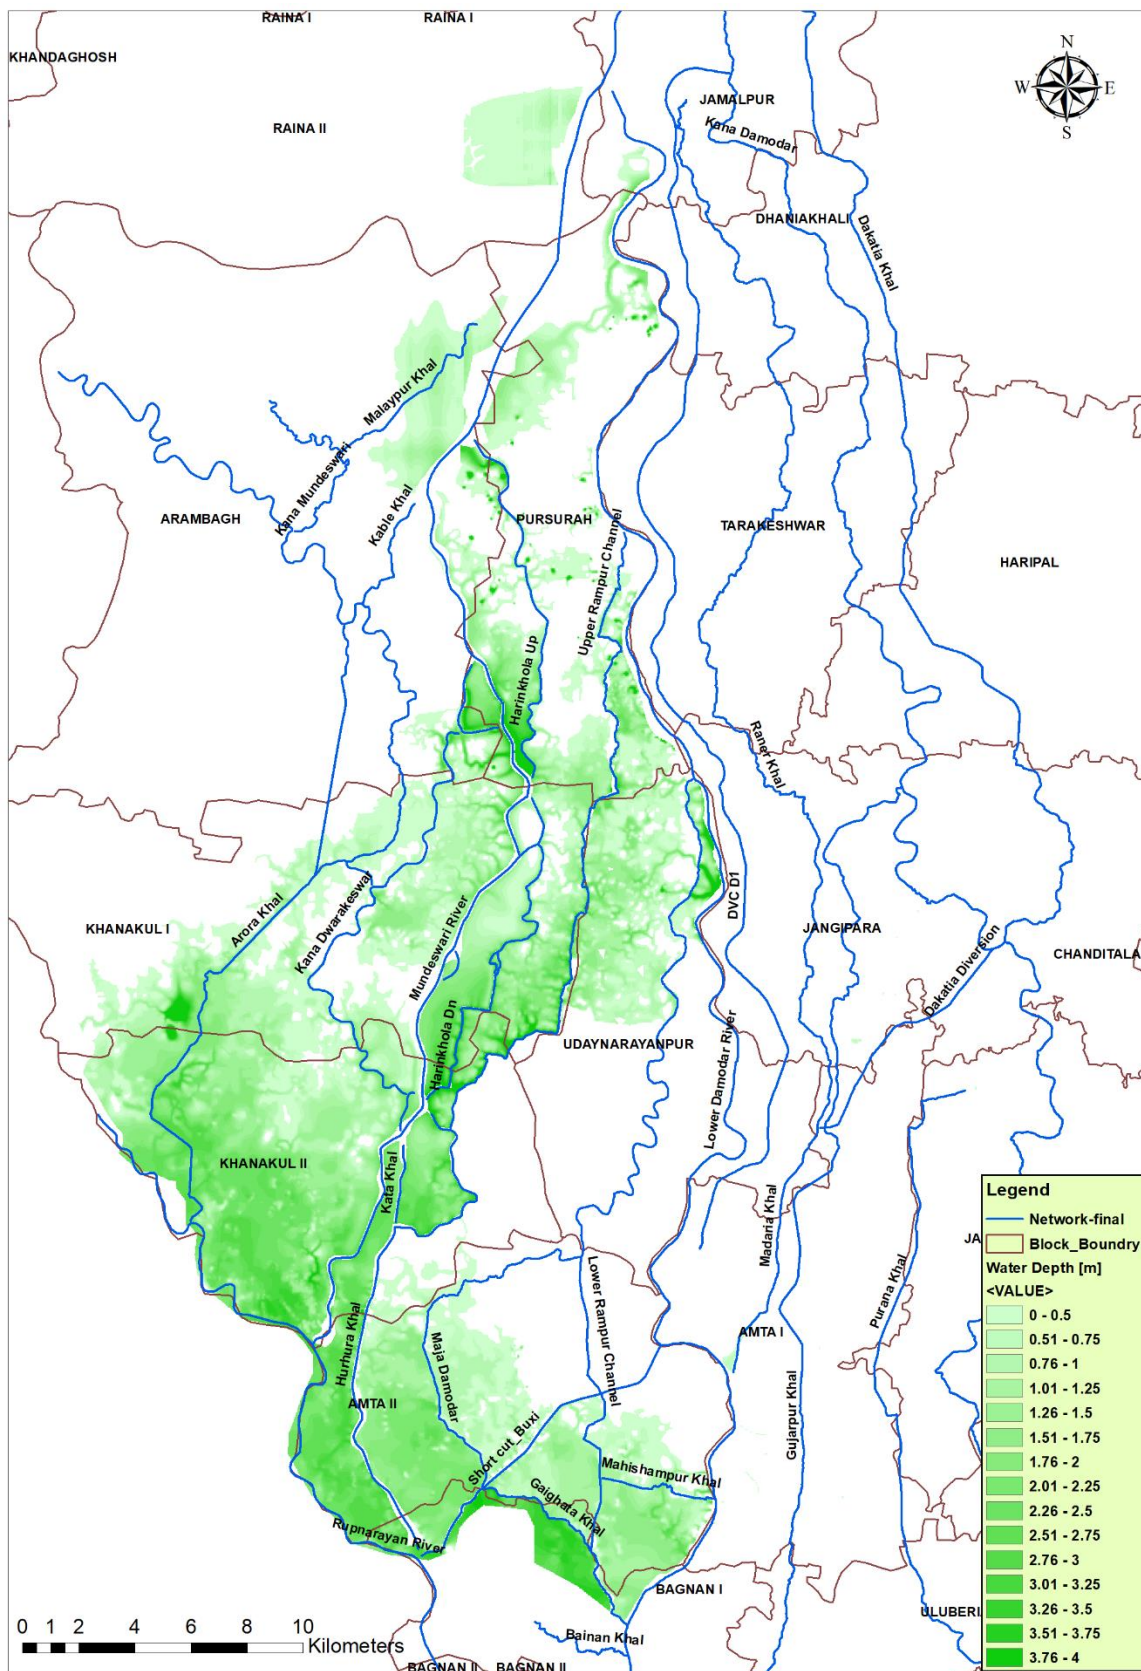 RAINA I
RAINA I
KHANDAGHOSH
N
W
E
S
RAINA II
JAMALPUR
Kana Damodar
DHANIAKHALI
Dakatia Khal
Malaypur Khal
Kana Mundeswari
Kable Khal
ARAMBAGH
PURSURAH
Upper Rampur Channel
TARAKESHWAR
HARIPAL
Harinkhola Up
Raner Khal
Arora Khal
Kana Dwarakeswar
Mundeswari River
DVC D1
KHANAKUL I
JANGIPARA
Dakatia Diversion
CHANDITALA
Harinkhola Dn
UDAYNARAYANPUR
Lower Damodar River
KHANAKUL II
Kata Khal
Madaria Khal
JA
Purana Khal
Hurhura Khal
Maja Damodar
Lower Rampur Channel
AMTA I
Gujarpur Khal
AMTA II
Short cut_Buxi
Mahishampur Khal
Gaighata Khal
Rupnarayan River
BAGNAN I
ULUBERI
Bainan Khal
BAGNAN II
BAGNAN II
0 1 2 4 6 8 10
Kilometers
Legend
Network-final
Block_Boundry
Water Depth [m]
<VALUE>
0 - 0.5
0.51 - 0.75
0.76 - 1
1.01 - 1.25
1.26 - 1.5
1.51 - 1.75
1.76 - 2
2.01 - 2.25
2.26 - 2.5
2.51 - 2.75
2.76 - 3
3.01 - 3.25
3.26 - 3.5
3.51 - 3.75
3.76 - 4